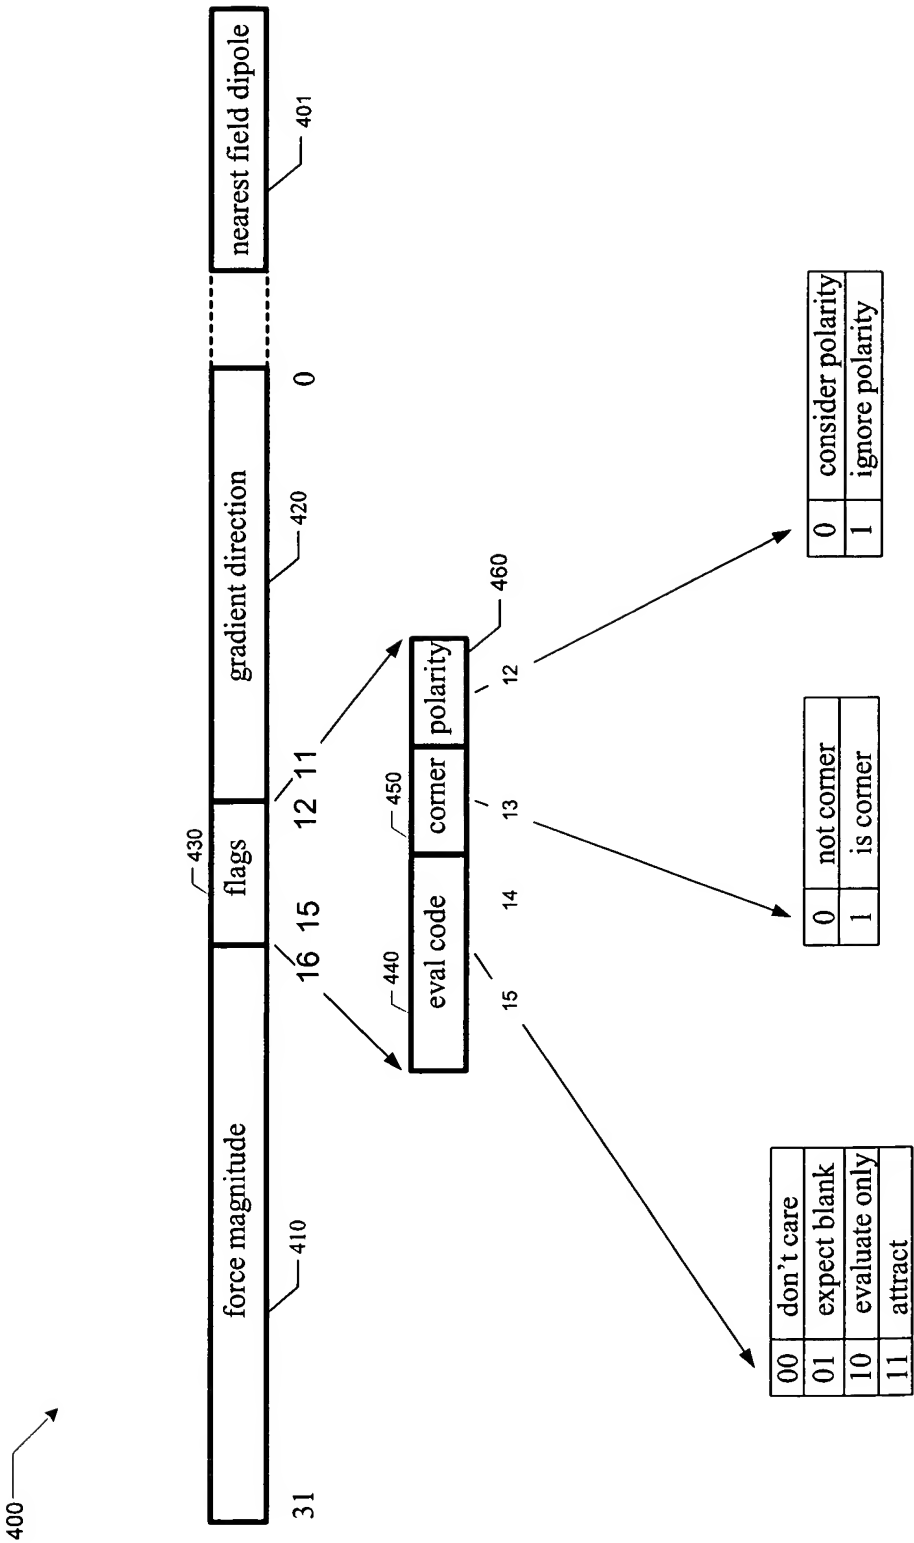 400
force magnitude
flags
gradient direction
nearest field dipole
430
31
16
15
12
11
0
410
420
401
440
450
460
eval code
corner
polarity
15
14
13
12
00 don't care
01 expect blank
10 evaluate only
11 attract
0 not corner
1 is corner
0 consider polarity
1 ignore polarity